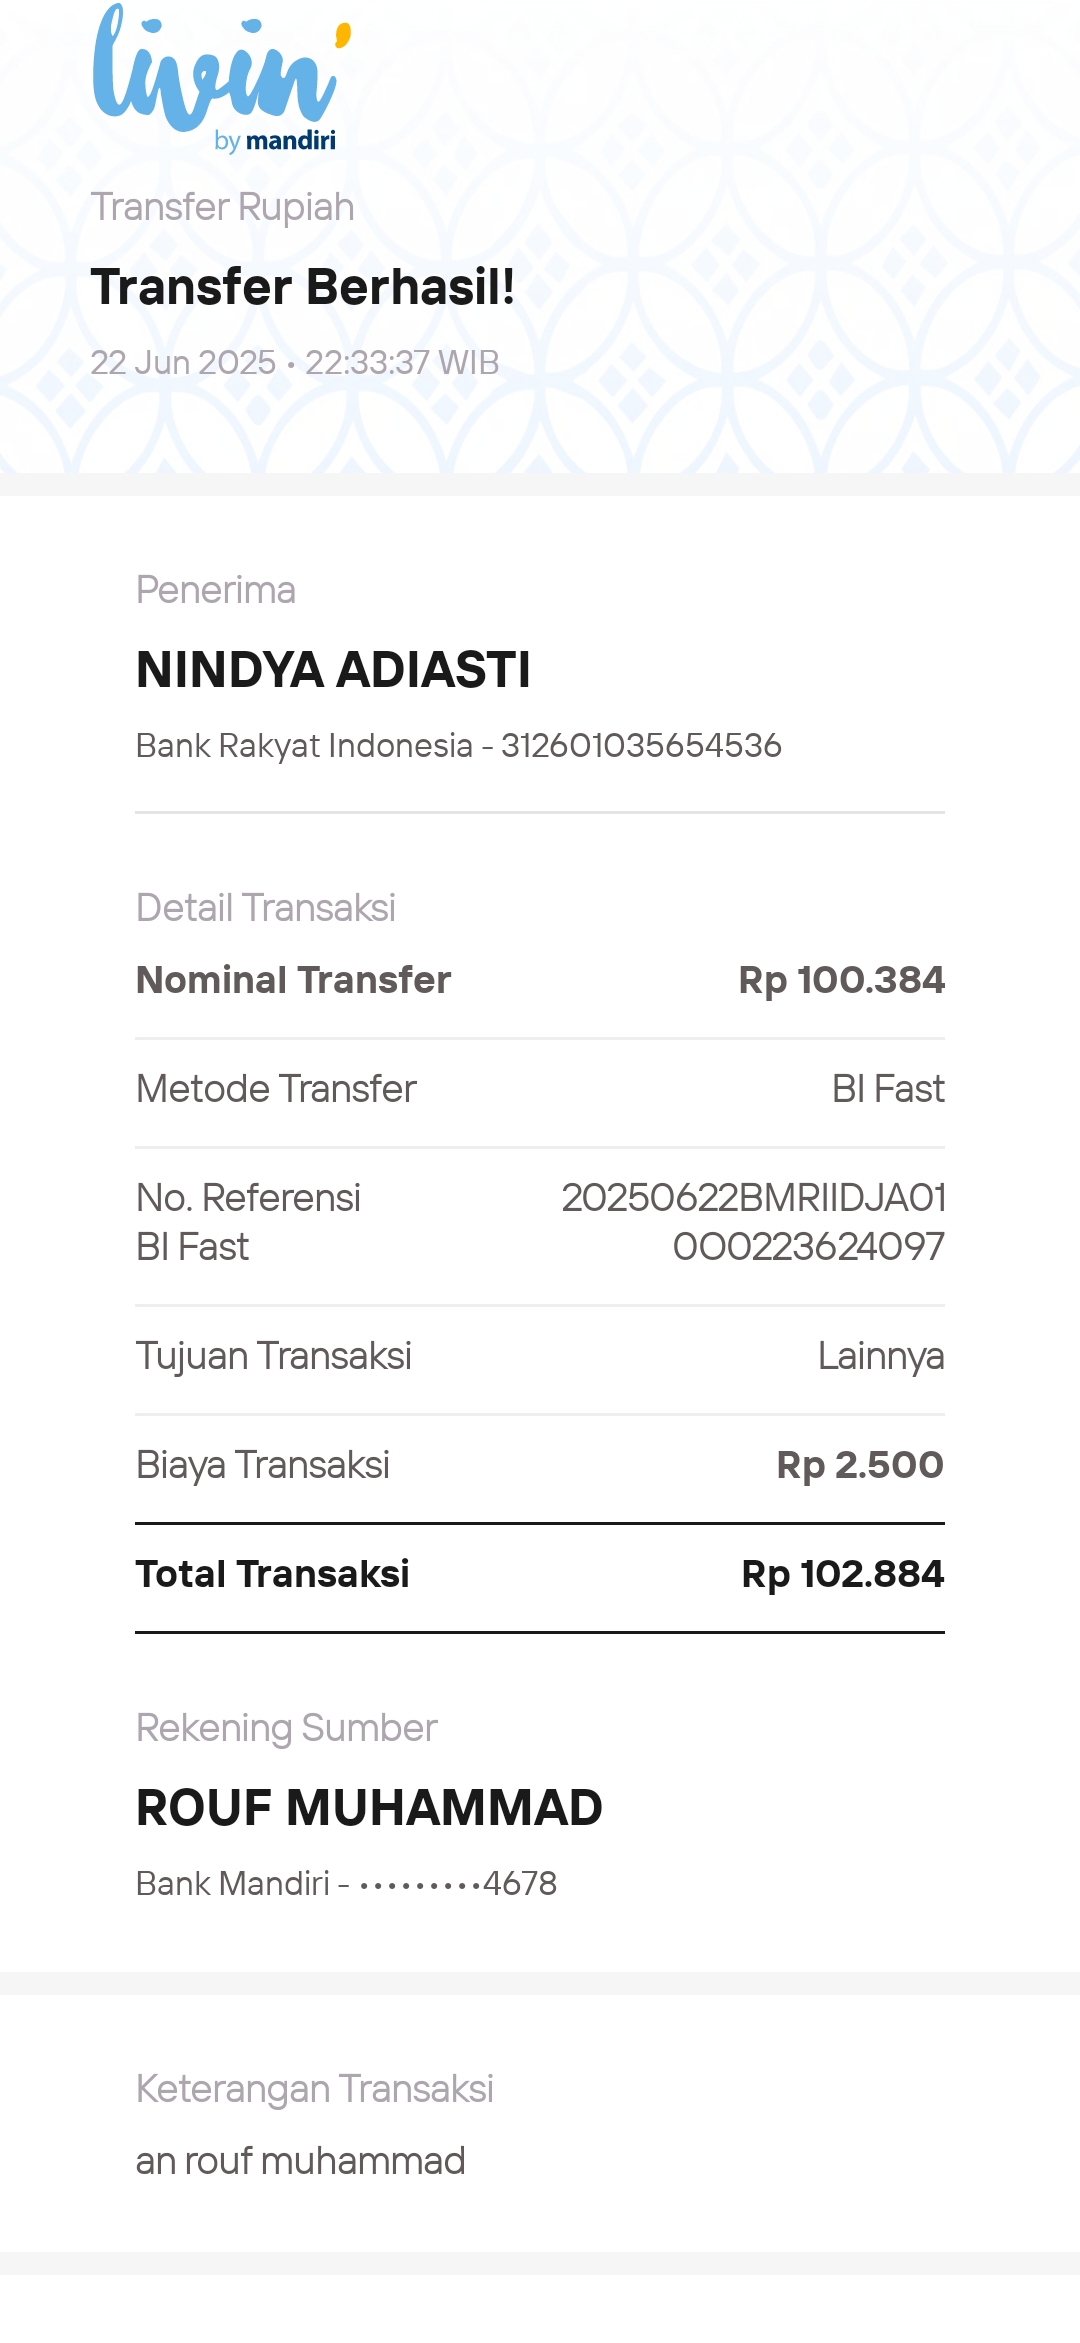 livin'
by mandiri
Transfer Rupiah
Transfer Berhasil!
22 Jun 2025 • 22:33:37 WIB
Penerima
NINDYA ADIASTI
Bank Rakyat Indonesia - 312601035654536
Detail Transaksi
Nominal Transfer Rp 100.384
Metode Transfer BI Fast
No. Referensi 20250622BMRIIDJA01
BI Fast 0O0223624097
Tujuan Transaksi Lainnya
Biaya Transaksi Rp 2.500
Total Transaksi Rp 102.884
Rekening Sumber
ROUF MUHAMMAD
Bank Mandiri - •••••••••4678
Keterangan Transaksi
an rouf muhammad